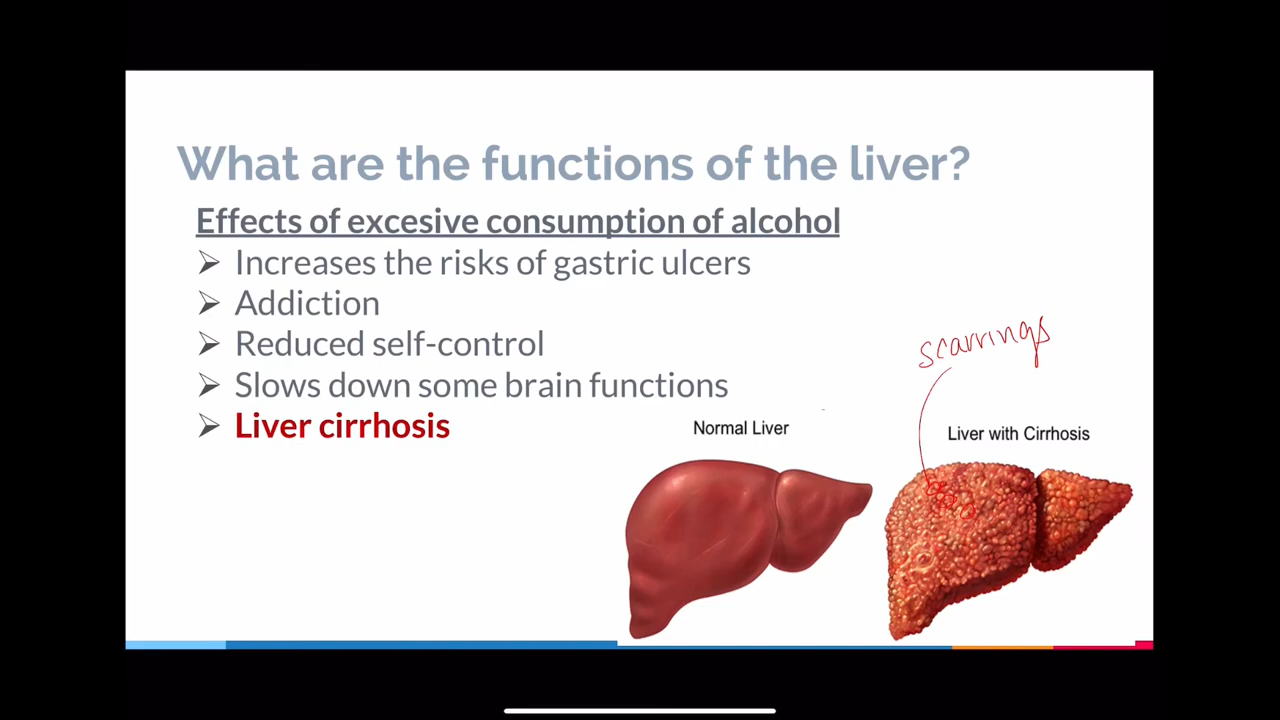 What are the functions of the liver?
Effects of excesive consumption of alcohol
➢ Increases the risks of gastric ulcers
➢ Addiction
➢ Reduced self-control
➢ Slows down some brain functions
➢ Liver cirrhosis
scarrings
Normal Liver
Liver with Cirrhosis